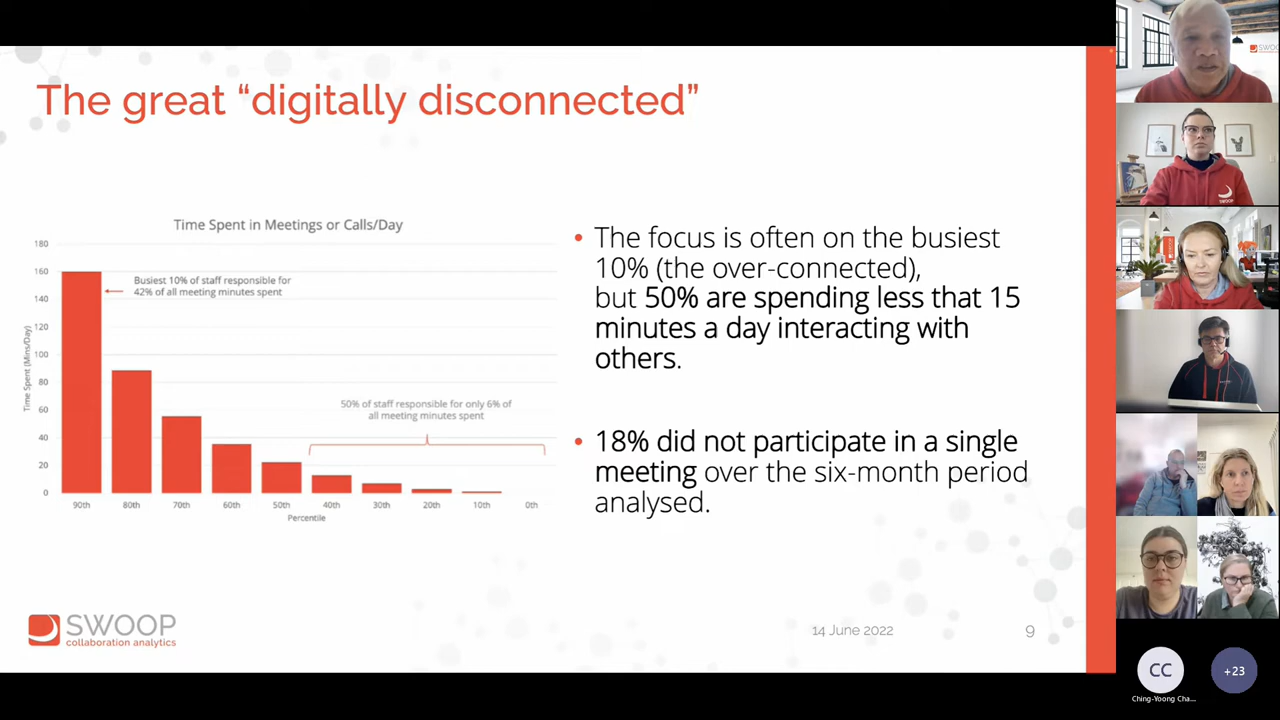 The great “digitally disconnected”
Time Spent in Meetings or Calls/Day
180
160
140
120
100
80
60
40
20
0
Time Spent (Mins/Day)
Busiest 10% of staff responsible for
42% of all meeting minutes spent
50% of staff responsible for only 6% of
all meeting minutes spent
90th 80th 70th 60th 50th 40th 30th 20th 10th 0th
Percentile
• The focus is often on the busiest
10% (the over-connected),
but 50% are spending less that 15
minutes a day interacting with
others.
• 18% did not participate in a single
meeting over the six-month period
analysed.
SWOOP
collaboration analytics
14 June 2022
9
SWOOP
CC
+23
Ching-Yoong Cha...